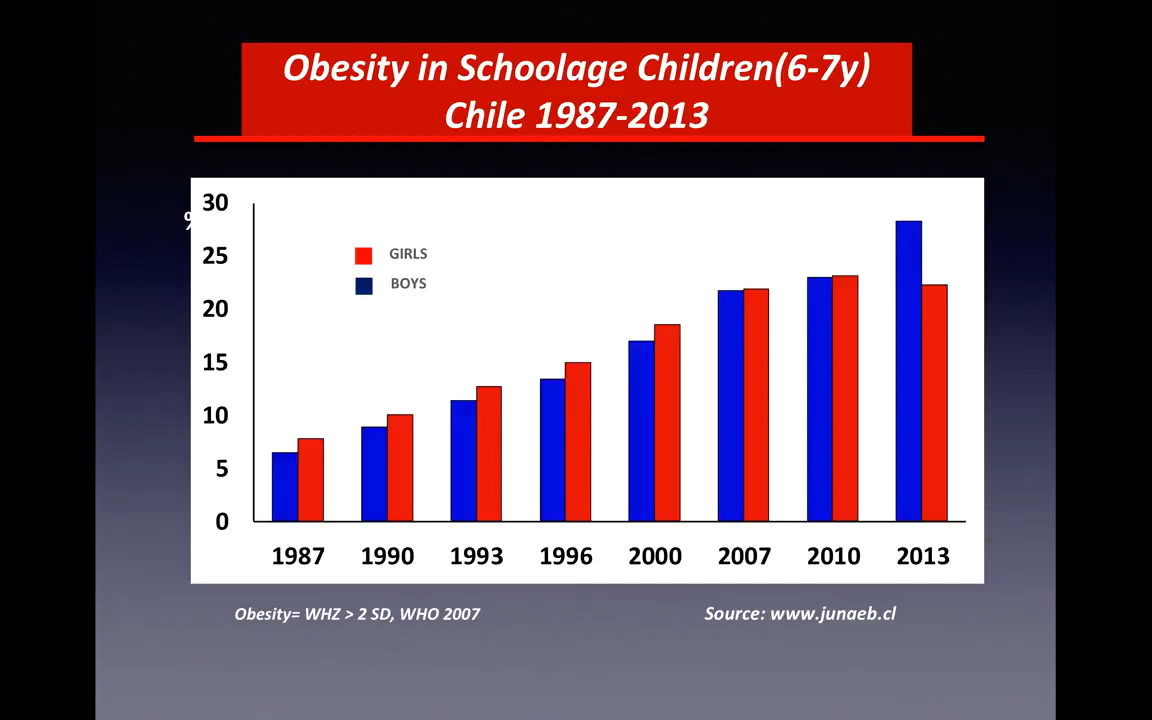 Obesity in Schoolage Children(6-7y)
Chile 1987-2013
%
30
25
20
15
10
5
0
GIRLS
BOYS
1987 1990 1993 1996 2000 2007 2010 2013
Obesity= WHZ > 2 SD, WHO 2007
Source: www.junaeb.cl